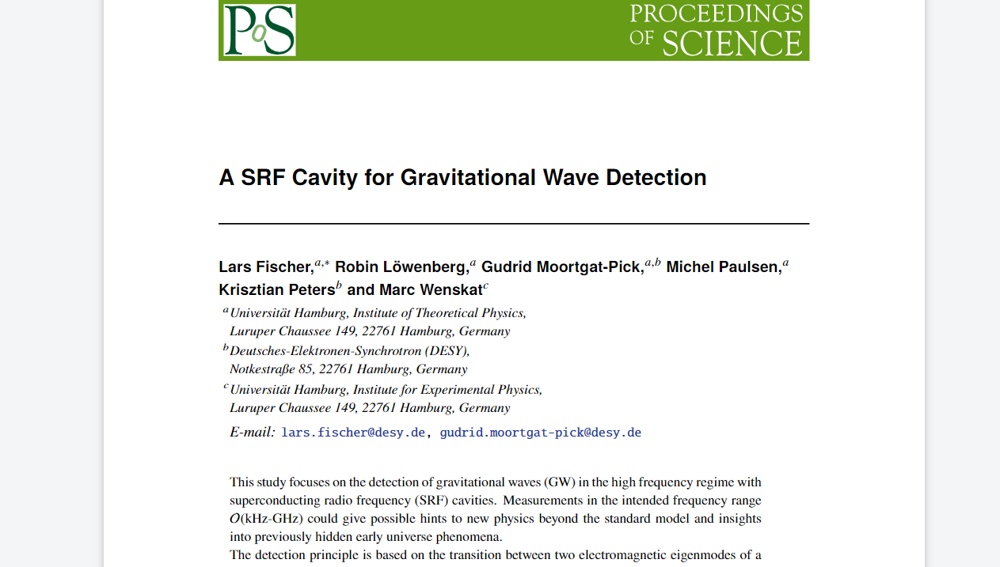 PoS
PROCEEDINGS
OF SCIENCE
A SRF Cavity for Gravitational Wave Detection
Lars Fischer,a,∗ Robin Löwenberg,a Gudrid Moortgat-Pick,a,b Michel Paulsen,a
Krisztian Petersb and Marc Wenskatc
aUniversität Hamburg, Institute of Theoretical Physics,
Luruper Chaussee 149, 22761 Hamburg, Germany
bDeutsches-Elektronen-Synchrotron (DESY),
Notkestraße 85, 22761 Hamburg, Germany
cUniversität Hamburg, Institute for Experimental Physics,
Luruper Chaussee 149, 22761 Hamburg, Germany
E-mail: lars.fischer@desy.de, gudrid.moortgat-pick@desy.de
This study focuses on the detection of gravitational waves (GW) in the high frequency regime with
superconducting radio frequency (SRF) cavities. Measurements in the intended frequency range
O(kHz-GHz) could give possible hints to new physics beyond the standard model and insights
into previously hidden early universe phenomena.
The detection principle is based on the transition between two electromagnetic eigenmodes of a